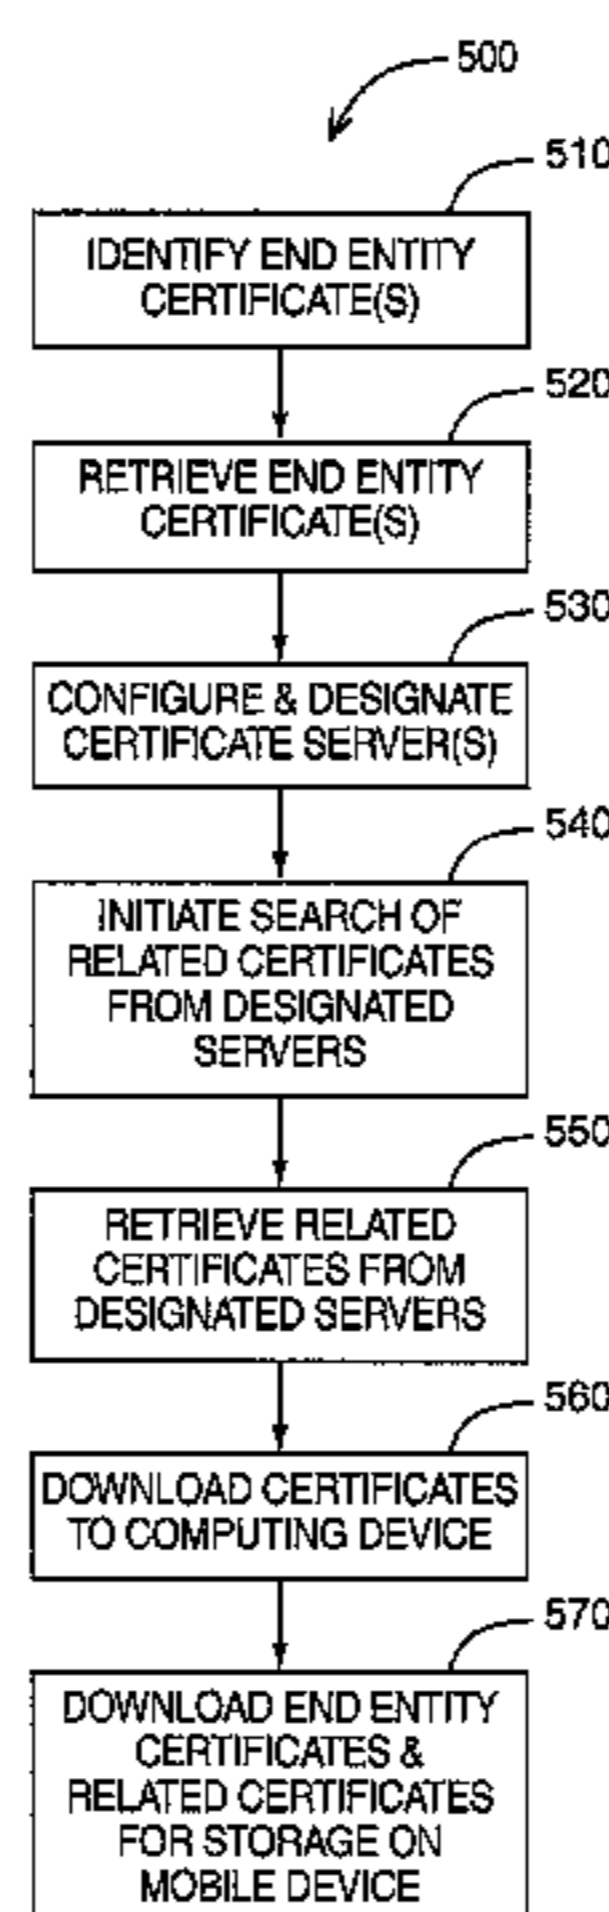 500
510
IDENTIFY END ENTITY
CERTIFICATE(S)
520
RETRIEVE END ENTITY
CERTIFICATE(S)
530
CONFIGURE & DESIGNATE
CERTIFICATE SERVER(S)
540
INITIATE SEARCH OF
RELATED CERTIFICATES
FROM DESIGNATED
SERVERS
550
RETRIEVE RELATED
CERTIFICATES FROM
DESIGNATED SERVERS
560
DOWNLOAD CERTIFICATES
TO COMPUTING DEVICE
570
DOWNLOAD END ENTITY
CERTIFICATES &
RELATED CERTIFICATES
FOR STORAGE ON
MOBILE DEVICE